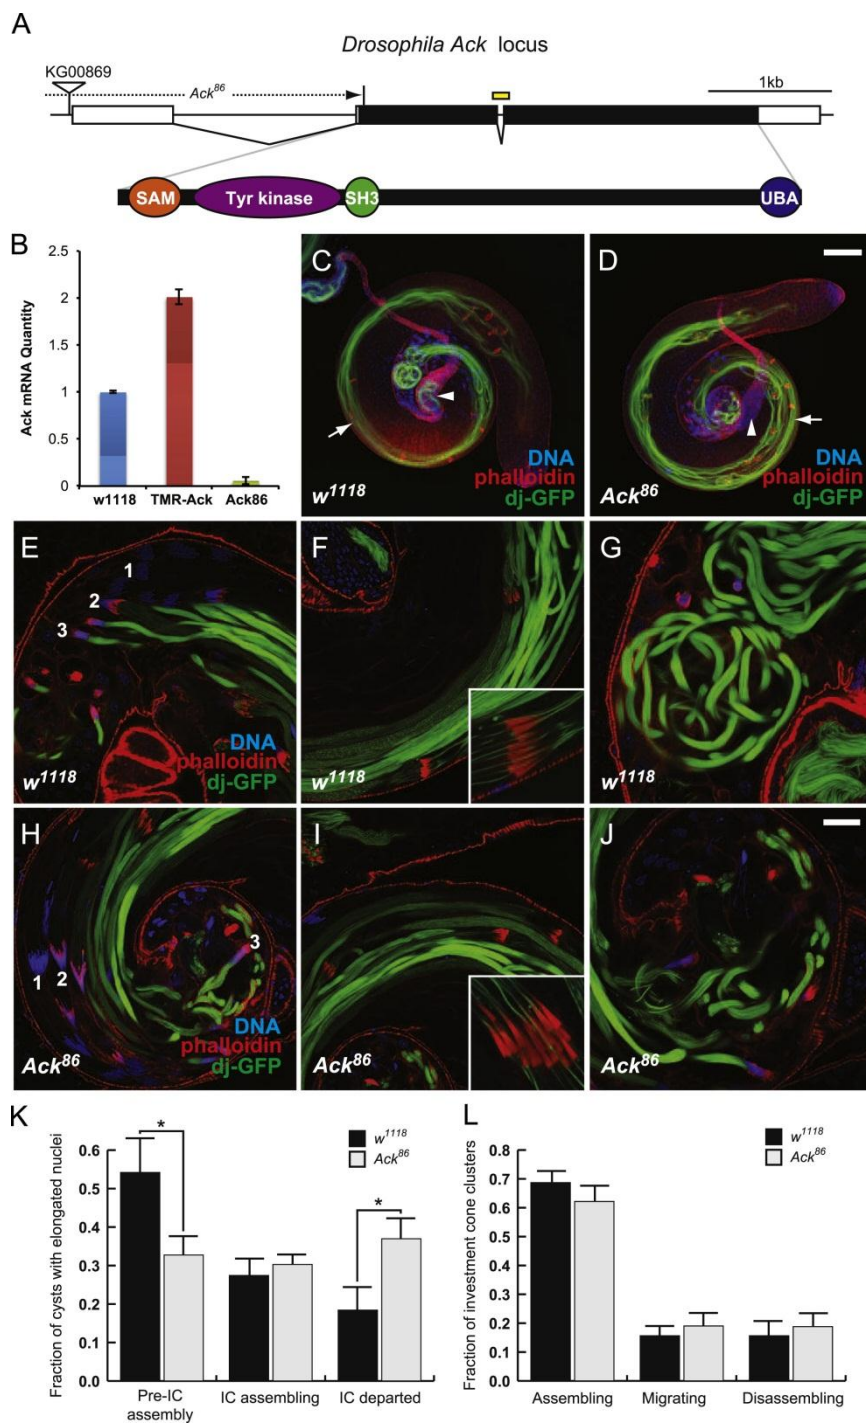 A
Drosophila Ack locus
KG00869
Ack86
1kb
SAM
Tyr kinase
SH3
UBA
B
Ack mRNA Quantity
2.5
2
1.5
1
0.5
0
w1118
TMR-Ack
Ack86
C
w1118
DNA
phalloidin
dj-GFP
D
Ack86
DNA
phalloidin
dj-GFP
E
1
2
3
w1118
DNA
phalloidin
dj-GFP
F
w1118
G
w1118
H
1
2
3
Ack86
DNA
phalloidin
dj-GFP
I
Ack86
J
Ack86
K
Fraction of cysts with elongated nuclei
0.6
0.5
0.4
0.3
0.2
0.1
0.0
*
*
w1118
Ack86
Pre-IC
assembly
IC assembling
IC departed
L
Fraction of investment cone clusters
0.8
0.7
0.6
0.5
0.4
0.3
0.2
0.1
0.0
w1118
Ack86
Assembling
Migrating
Disassembling